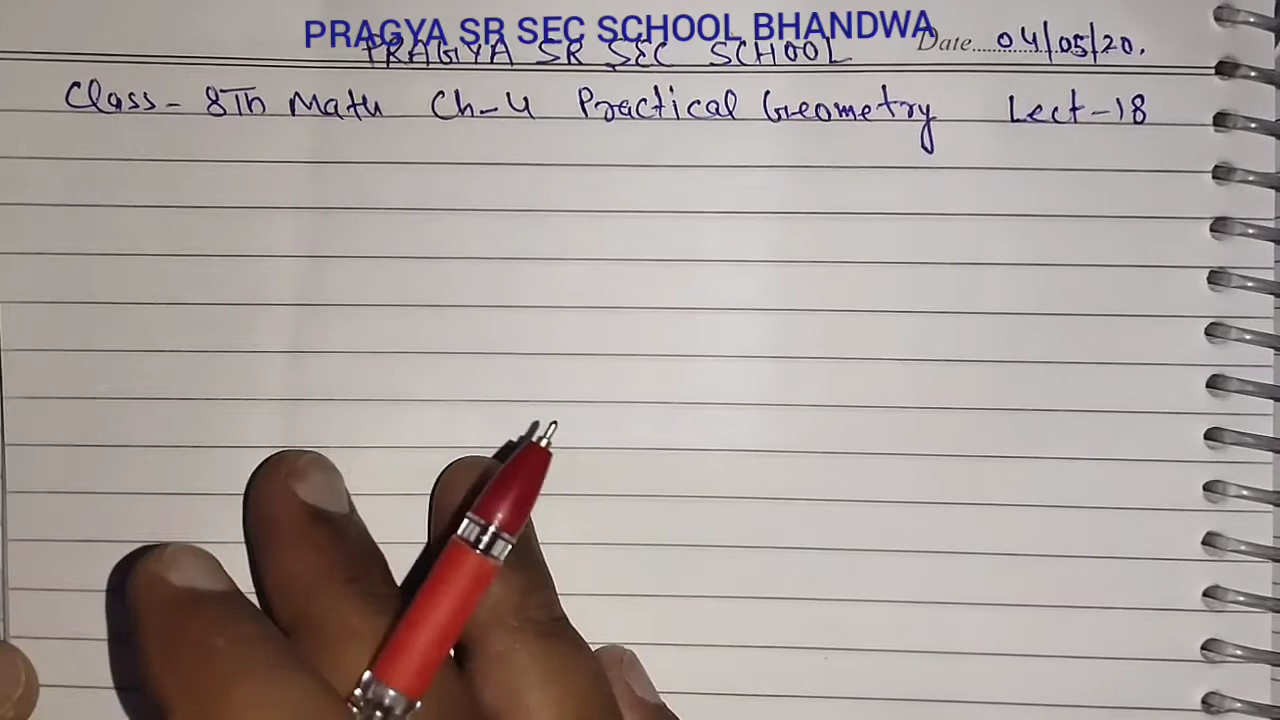 PRAGYA SR SEC SCHOOL BHANDWA
PRAGYA SR SEC SCHOOL Date 04/05/20.
Class - 8Th Math Ch-4 Practical Geometry Lect-18